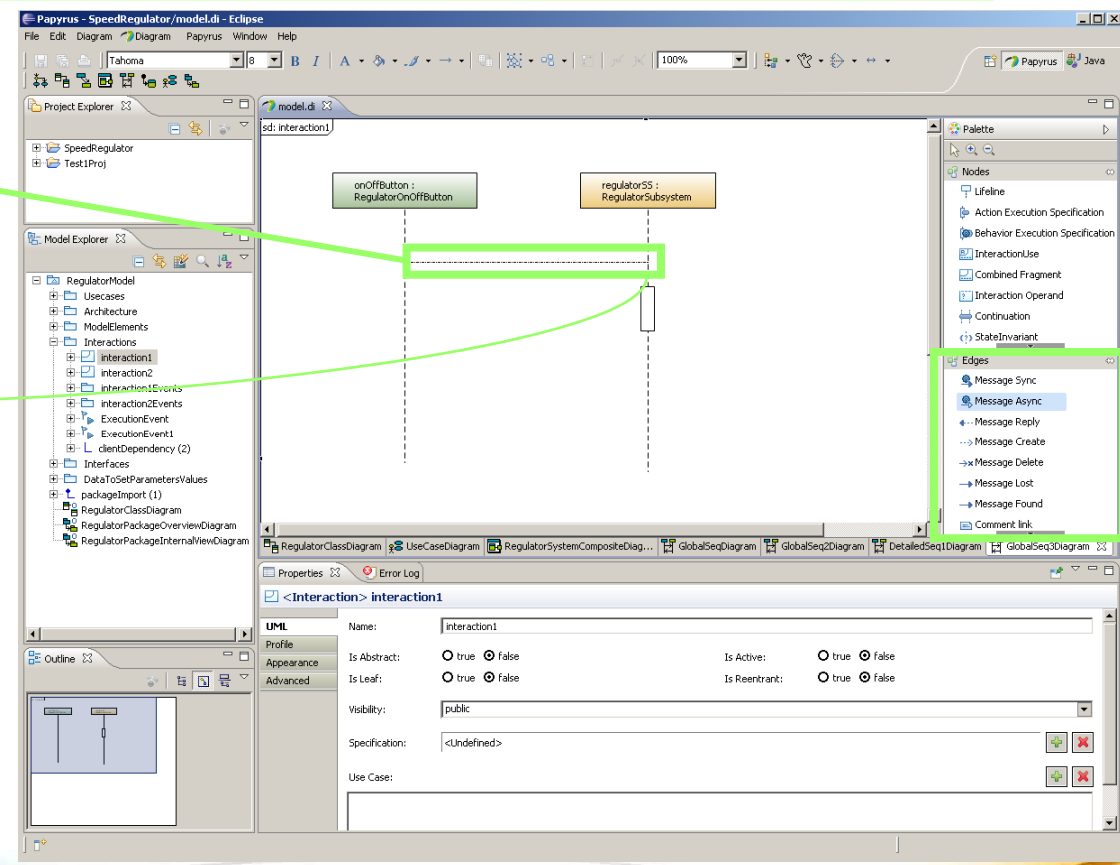 Papyrus - SpeedRegulator/model.di - Eclipse
File Edit Diagram Diagram Papyrus Window Help
Tahoma 8 B I A 100% Papyrus Java
Project Explorer
SpeedRegulator
Test1Proj
Model Explorer
RegulatorModel
Usecases
Architecture
ModelElements
Interactions
interaction1
interaction2
interaction1Events
interaction2Events
ExecutionEvent
ExecutionEvent1
clientDependency (2)
Interfaces
DataToSetParametersValues
packageImport (1)
RegulatorClassDiagram
RegulatorPackageOverviewDiagram
RegulatorPackageInternalViewDiagram
Outline
model.di
sd: interaction1
onOffButton :
RegulatorOnOffButton
regulatorSS :
RegulatorSubsystem
Palette
Nodes
Lifeline
Action Execution Specification
Behavior Execution Specification
InteractionUse
Combined Fragment
Interaction Operand
Continuation
StateInvariant
Edges
Message Sync
Message Async
Message Reply
Message Create
Message Delete
Message Lost
Message Found
Comment link
RegulatorClassDiagram UseCaseDiagram RegulatorSystemCompositeDiag... GlobalSeqDiagram GlobalSeq2Diagram DetailedSeq1Diagram GlobalSeq3Diagram
Properties Error Log
<Interaction> interaction1
UML
Profile
Appearance
Advanced
Name: interaction1
Is Abstract: true false Is Active: true false
Is Leaf: true false Is Reentrant: true false
Visibility: public
Specification: <Undefined>
Use Case: